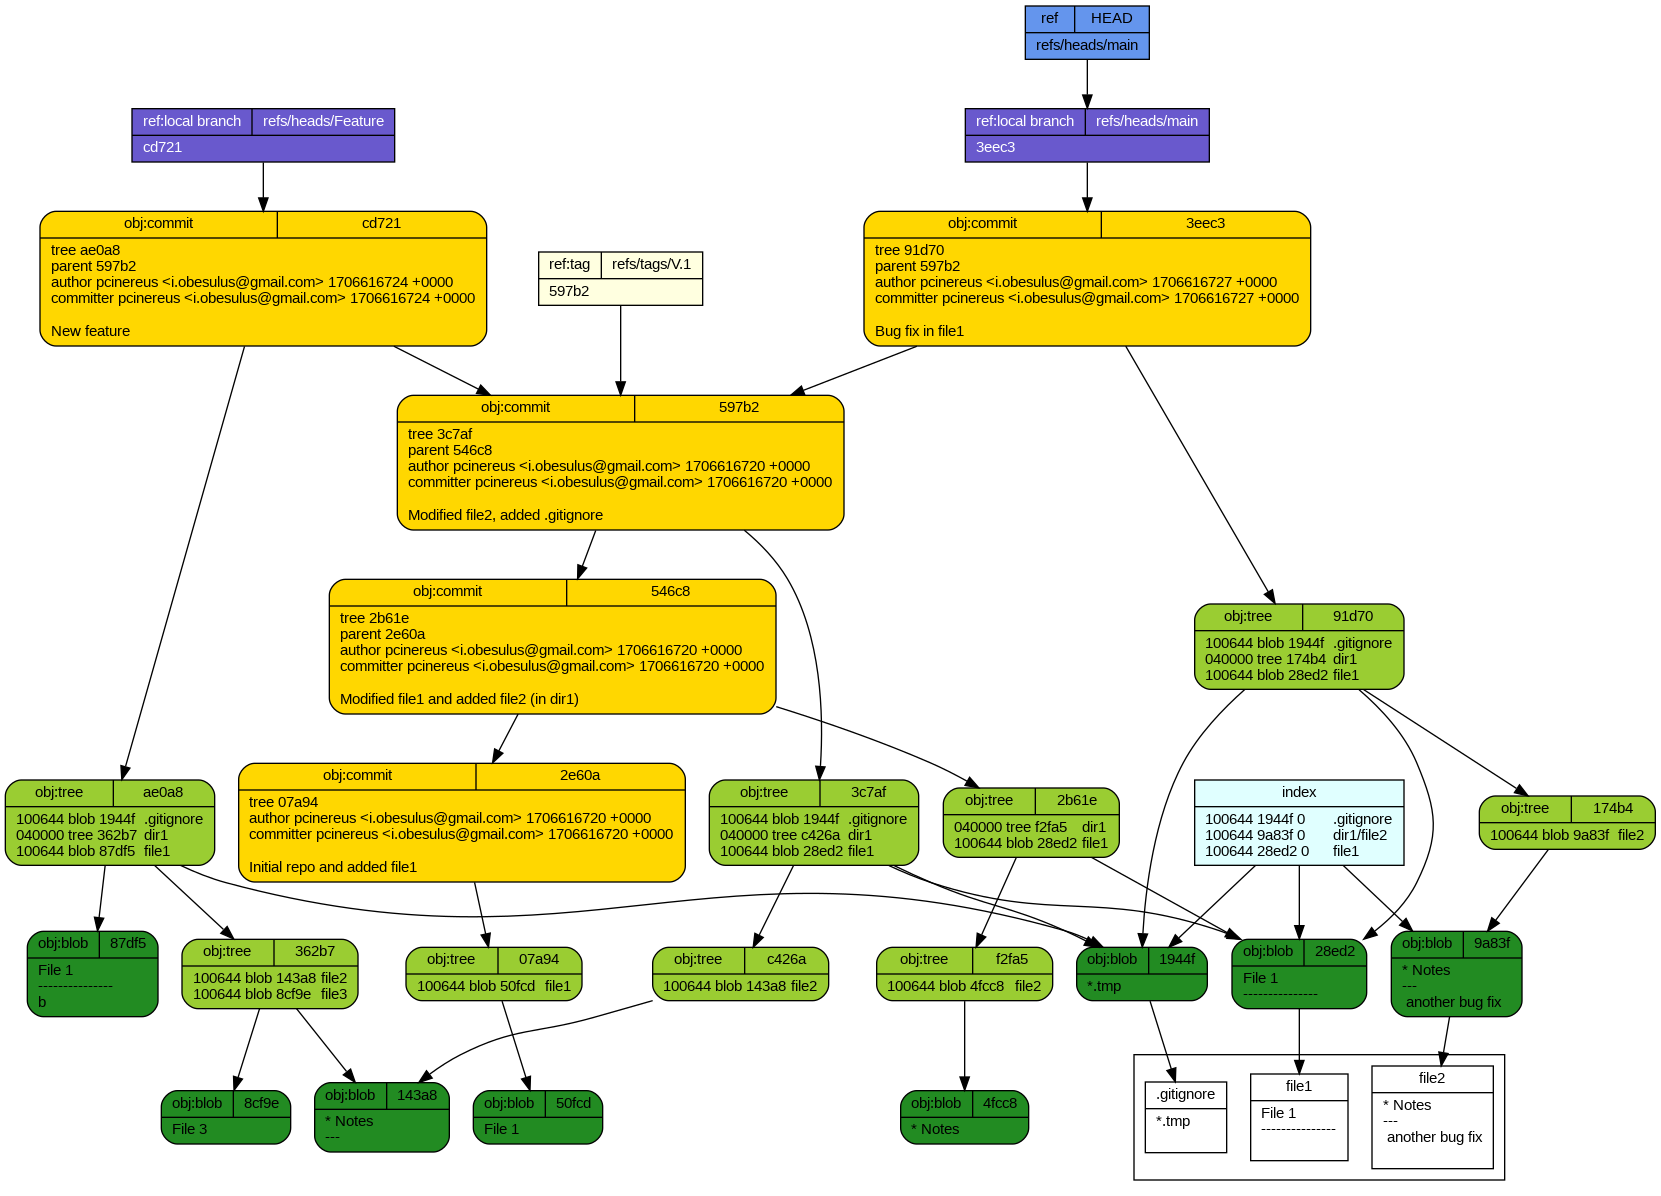 ref HEAD
refs/heads/main
ref:local branch refs/heads/Feature
cd721
ref:local branch refs/heads/main
3eec3
obj:commit cd721
tree ae0a8
parent 597b2
author pcinereus <i.obesulus@gmail.com> 1706616724 +0000
committer pcinereus <i.obesulus@gmail.com> 1706616724 +0000
New feature
ref:tag refs/tags/V.1
597b2
obj:commit 3eec3
tree 91d70
parent 597b2
author pcinereus <i.obesulus@gmail.com> 1706616727 +0000
committer pcinereus <i.obesulus@gmail.com> 1706616727 +0000
Bug fix in file1
obj:commit 597b2
tree 3c7af
parent 546c8
author pcinereus <i.obesulus@gmail.com> 1706616720 +0000
committer pcinereus <i.obesulus@gmail.com> 1706616720 +0000
Modified file2, added .gitignore
obj:commit 546c8
tree 2b61e
parent 2e60a
author pcinereus <i.obesulus@gmail.com> 1706616720 +0000
committer pcinereus <i.obesulus@gmail.com> 1706616720 +0000
Modified file1 and added file2 (in dir1)
obj:tree 91d70
100644 blob 1944f .gitignore
040000 tree 174b4 dir1
100644 blob 28ed2 file1
obj:tree ae0a8
100644 blob 1944f .gitignore
040000 tree 362b7 dir1
100644 blob 87df5 file1
obj:commit 2e60a
tree 07a94
author pcinereus <i.obesulus@gmail.com> 1706616720 +0000
committer pcinereus <i.obesulus@gmail.com> 1706616720 +0000
Initial repo and added file1
obj:tree 3c7af
100644 blob 1944f .gitignore
040000 tree c426a dir1
100644 blob 28ed2 file1
obj:tree 2b61e
040000 tree f2fa5 dir1
100644 blob 28ed2 file1
index
100644 1944f 0 .gitignore
100644 9a83f 0 dir1/file2
100644 28ed2 0 file1
obj:tree 174b4
100644 blob 9a83f file2
obj:blob 87df5
File 1
---------------
b
obj:tree 362b7
100644 blob 143a8 file2
100644 blob 8cf9e file3
obj:tree 07a94
100644 blob 50fcd file1
obj:tree c426a
100644 blob 143a8 file2
obj:tree f2fa5
100644 blob 4fcc8 file2
obj:blob 1944f
*.tmp
obj:blob 28ed2
File 1
---------------
obj:blob 9a83f
* Notes
---
another bug fix
obj:blob 8cf9e
File 3
obj:blob 143a8
* Notes
---
obj:blob 50fcd
File 1
obj:blob 4fcc8
* Notes
.gitignore
*.tmp
file1
File 1
---------------
file2
* Notes
---
another bug fix